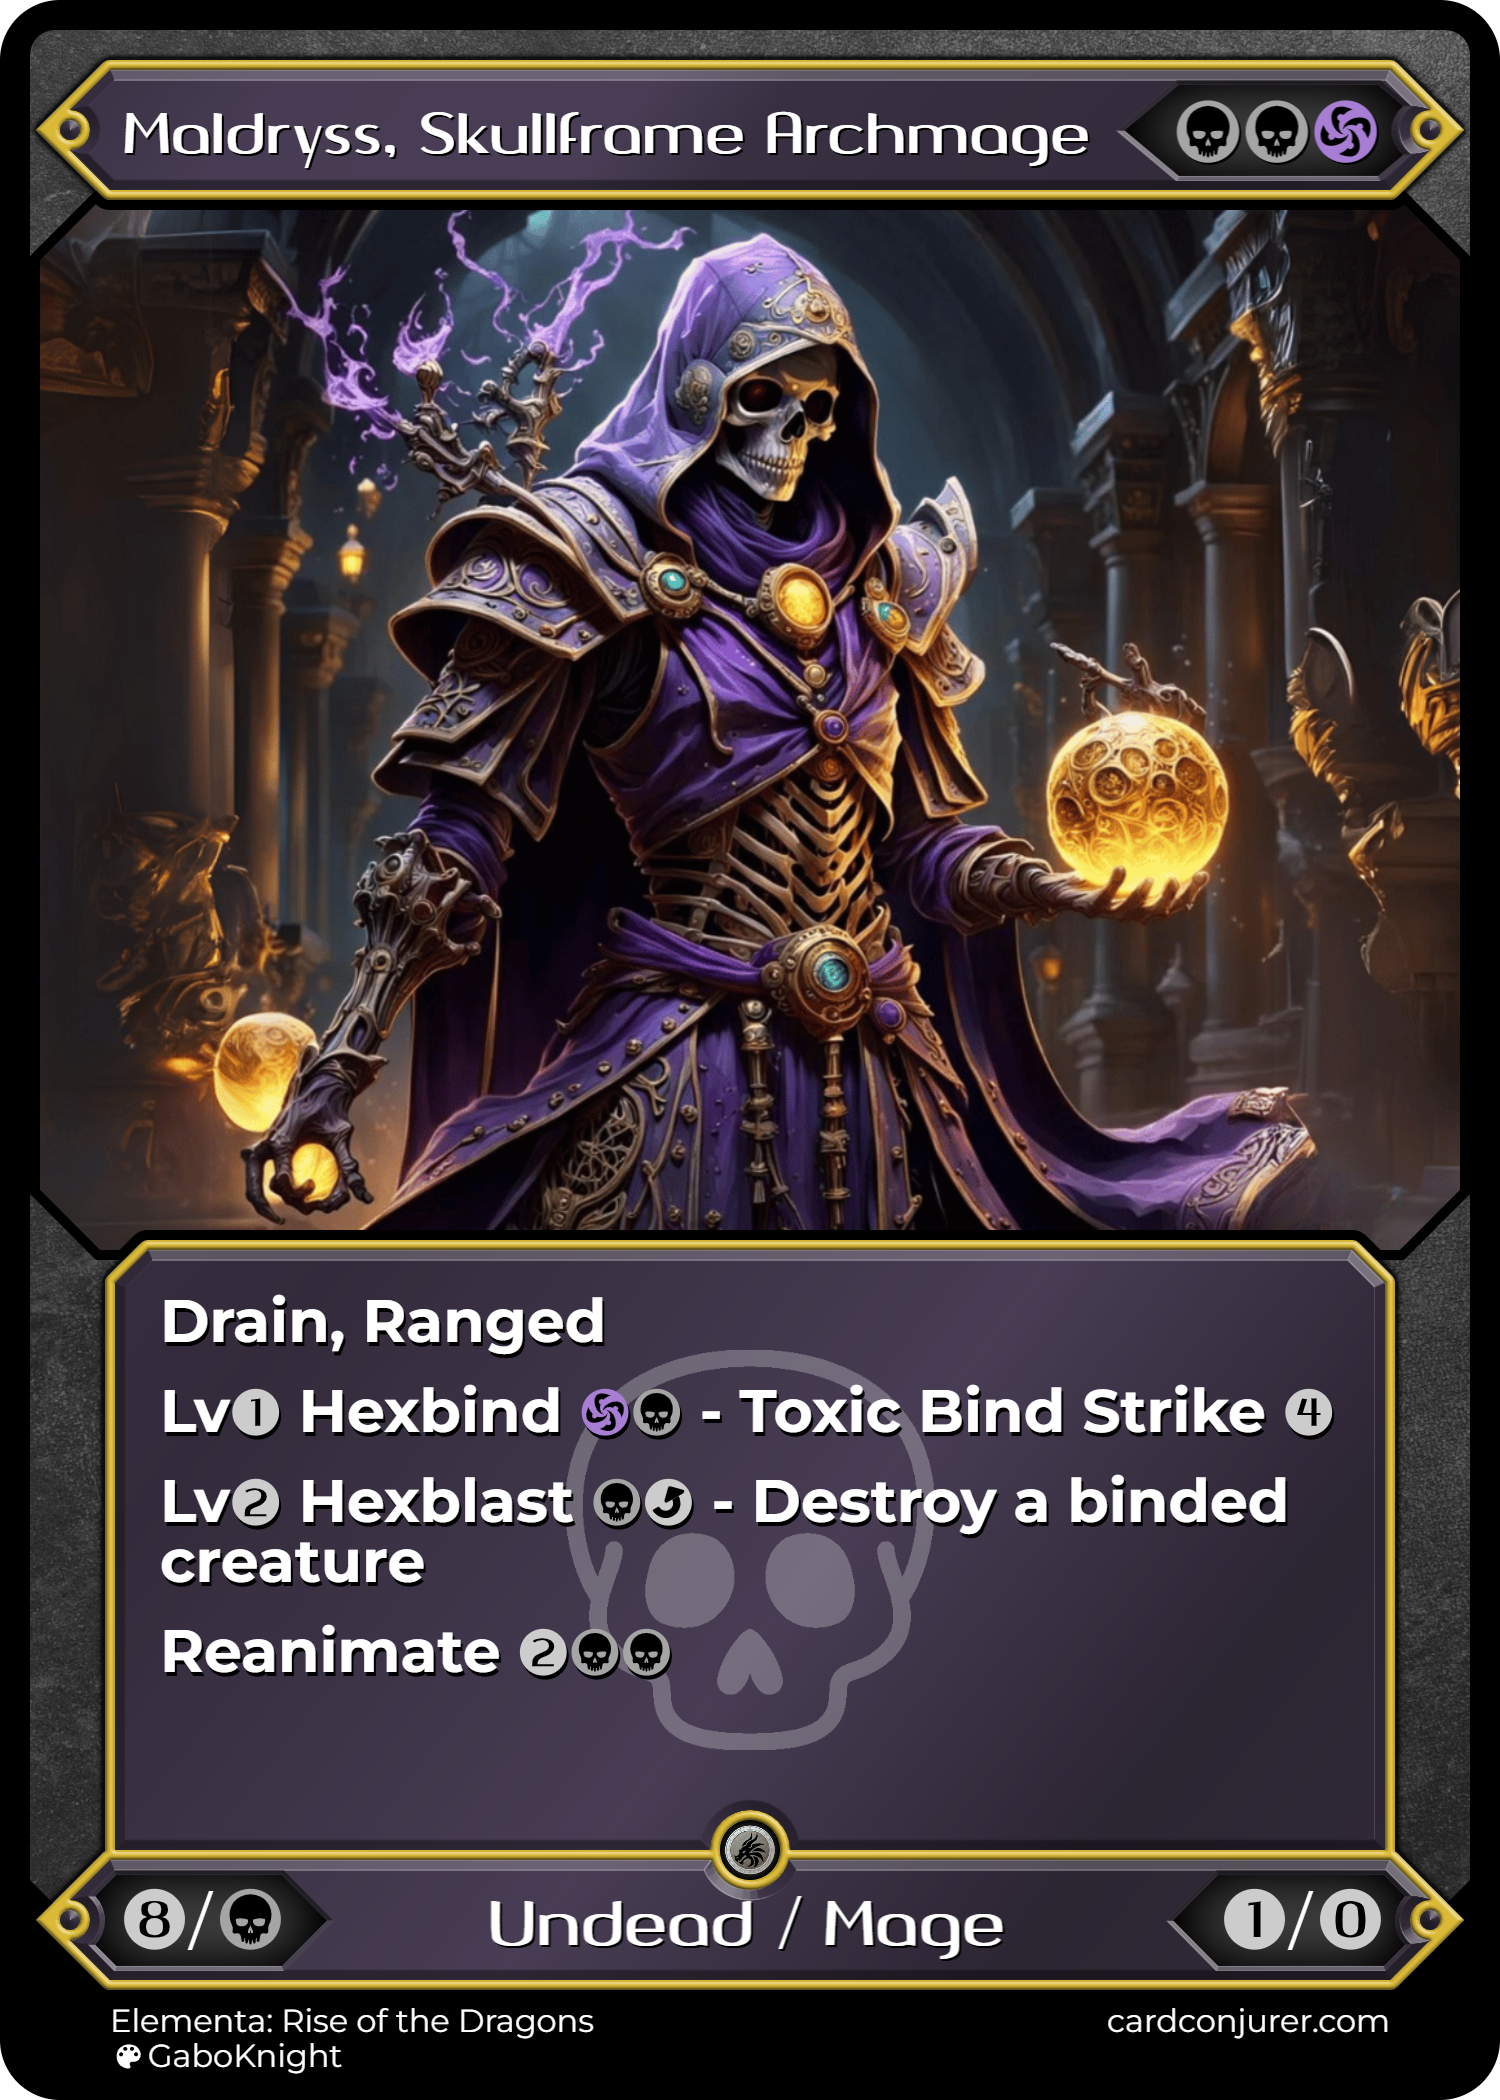 Maldryss, Skullframe Archmage
Drain, Ranged
Lv1 Hexbind - Toxic Bind Strike 4
Lv2 Hexblast - Destroy a binded
creature
Reanimate 2
8/ Undead / Mage 1/0
Elementa: Rise of the Dragons cardconjurer.com
GaboKnight